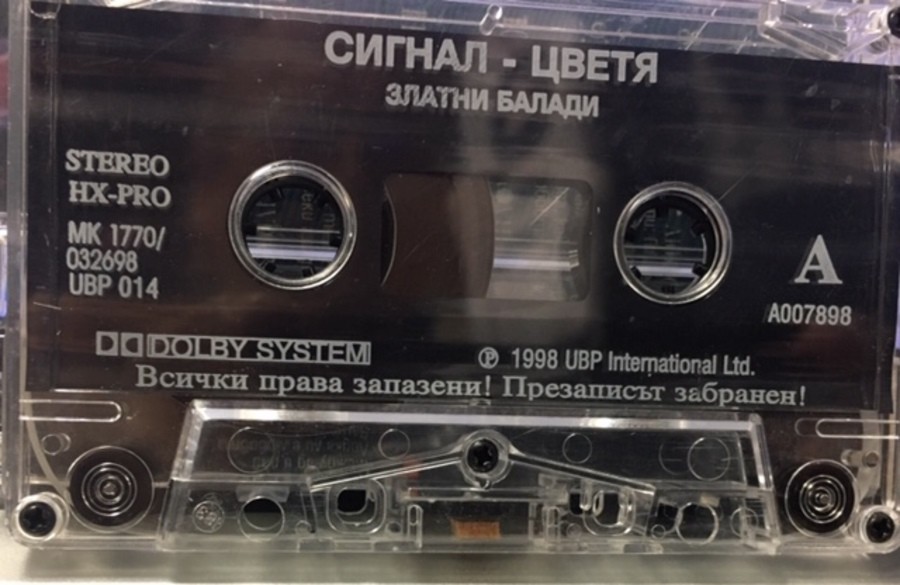 СИГНАЛ - ЦВЕТЯ
ЗЛАТНИ БАЛАДИ
STEREO
HX-PRO
MK 1770/
032698
UBP 014
A
A007898
DOLBY SYSTEM
℗ 1998 UBP International Ltd.
Всички права запазени! Презаписът забранен!